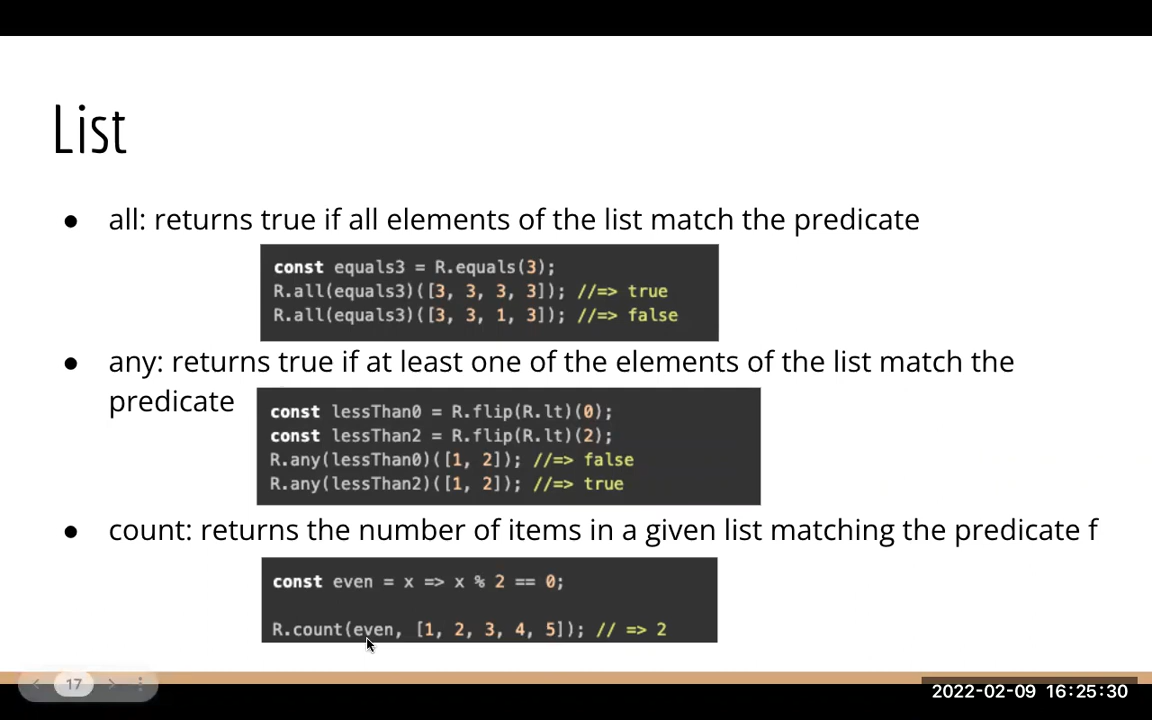 List
● all: returns true if all elements of the list match the predicate
const equals3 = R.equals(3);
R.all(equals3)([3, 3, 3, 3]); //=> true
R.all(equals3)([3, 3, 1, 3]); //=> false
● any: returns true if at least one of the elements of the list match the
predicate
const lessThan0 = R.flip(R.lt)(0);
const lessThan2 = R.flip(R.lt)(2);
R.any(lessThan0)([1, 2]); //=> false
R.any(lessThan2)([1, 2]); //=> true
● count: returns the number of items in a given list matching the predicate f
const even = x => x % 2 == 0;
R.count(even, [1, 2, 3, 4, 5]); // => 2
17
2022-02-09 16:25:30